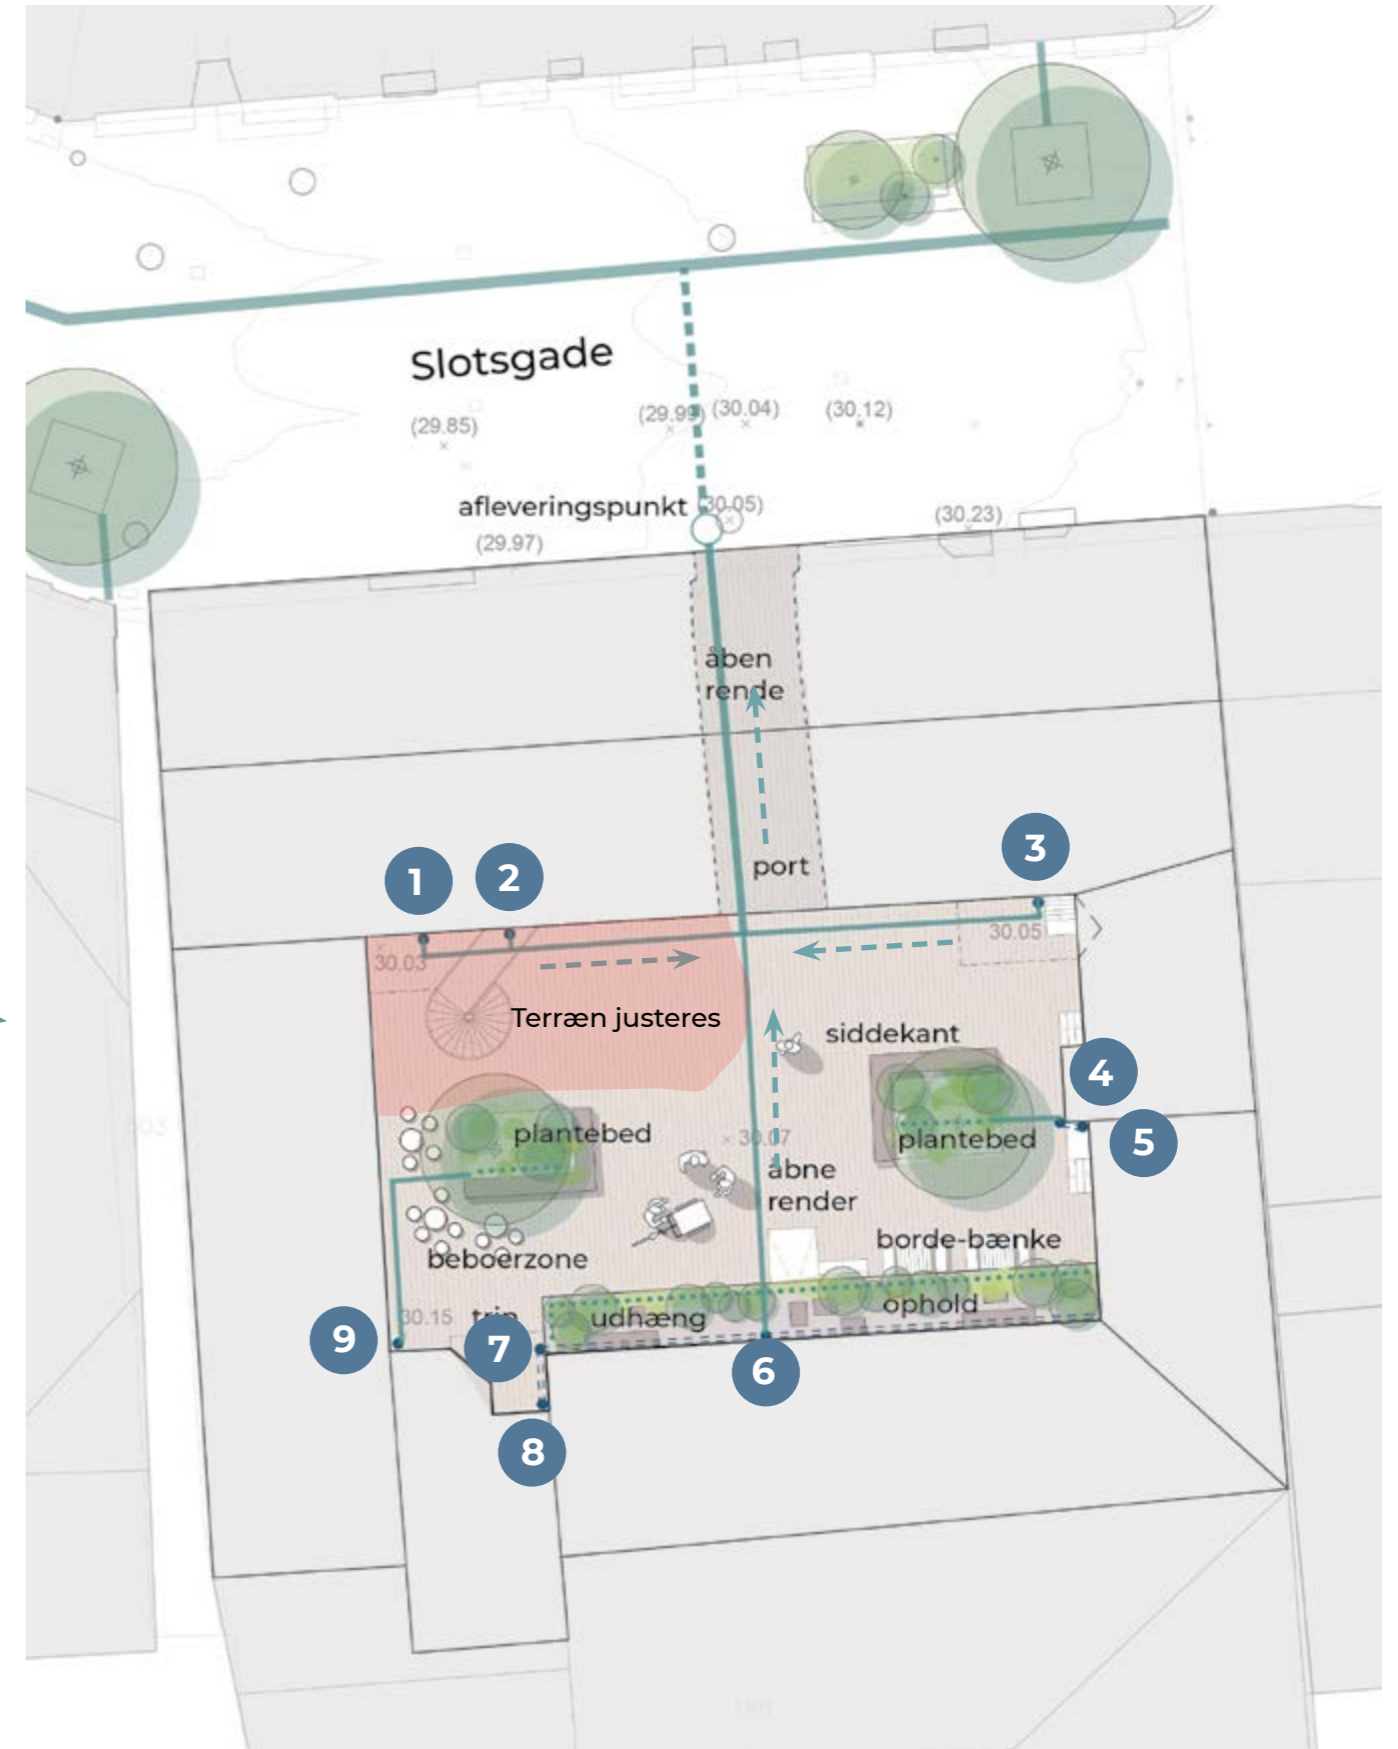 Slotsgade
(29.85)
(29.99)
(30.04)
(30.12)
afleveringspunkt
(30.05)
(30.23)
(29.97)
åben
rende
port
1
2
3
30.03
30.05
Terræn justeres
siddekant
4
5
plantebed
30.07
plantebed
åbne
render
beboerzone
borde-bænke
30.15
trin
udhæng
ophold
9
7
6
8